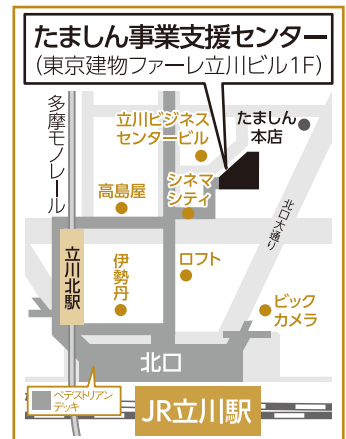 たましん事業支援センター
(東京建物ファーレ立川ビル1F)
多摩モノレール
立川ビジネス
センタービル
たましん
本店
シネマ
シティ
高島屋
北口大通り
立川北駅
伊勢丹
ロフト
ビック
カメラ
北口
ペデストリアン
デッキ
JR立川駅